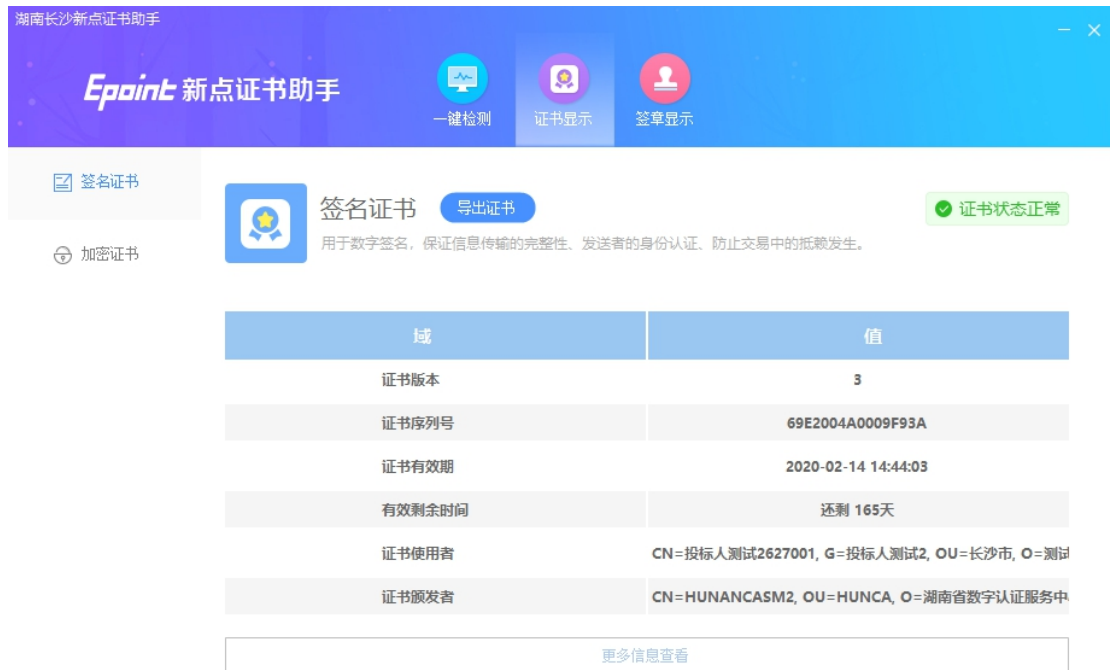 湖南长沙新点证书助手
Epoint 新点证书助手
一键检测
证书显示
签章显示
签名证书
加密证书
签名证书
导出证书
证书状态正常
用于数字签名，保证信息传输的完整性、发送者的身份认证、防止交易中的抵赖发生。
域 值
证书版本 3
证书序列号 69E2004A0009F93A
证书有效期 2020-02-14 14:44:03
有效剩余时间 还剩 165天
证书使用者 CN=投标人测试2627001, G=投标人测试2, OU=长沙市, O=测试
证书颁发者 CN=HUNANCASM2, OU=HUNCA, O=湖南省数字认证服务中
更多信息查看